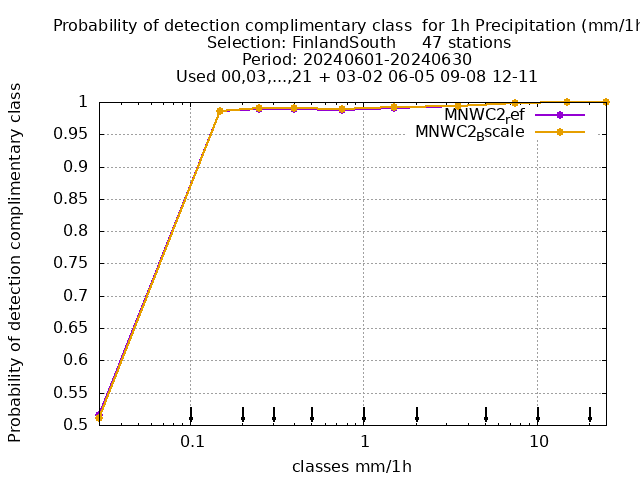 Probability of detection complimentary class for 1h Precipitation (mm/1h
Selection: FinlandSouth 47 stations
Period: 20240601-20240630
Used 00,03,...,21 + 03-02 06-05 09-08 12-11
Probability of detection complimentary class
1
0.95
0.9
0.85
0.8
0.75
0.7
0.65
0.6
0.55
0.5
MNWC2ref
MNWC2Bscale
0.1
1
10
classes mm/1h